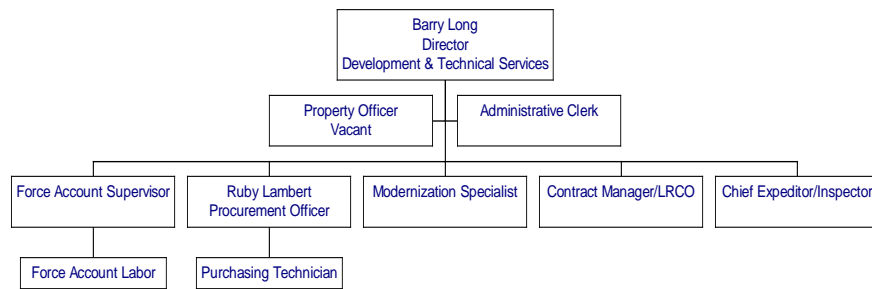 Barry Long
Director
Development & Technical Services
Property Officer
Vacant
Administrative Clerk
Force Account Supervisor
Ruby Lambert
Procurement Officer
Modernization Specialist
Contract Manager/LRCO
Chief Expeditor/Inspector
Force Account Labor
Purchasing Technician